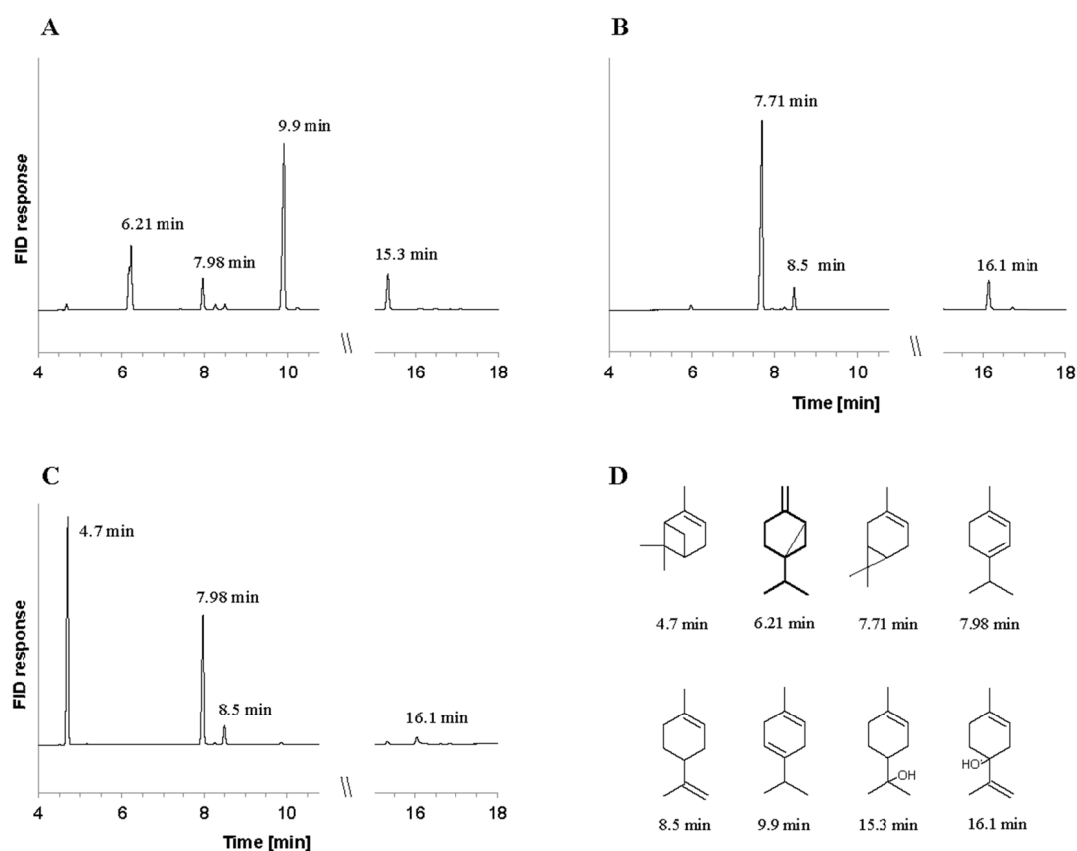 A
FID response
9.9 min
6.21 min
7.98 min
15.3 min
4 6 8 10 16 18
B
7.71 min
8.5 min
16.1 min
4 6 8 10 16 18
Time [min]
C
FID response
4.7 min
7.98 min
8.5 min
16.1 min
4 6 8 10 16 18
Time [min]
D
4.7 min 6.21 min 7.71 min 7.98 min
OH
HO
8.5 min 9.9 min 15.3 min 16.1 min